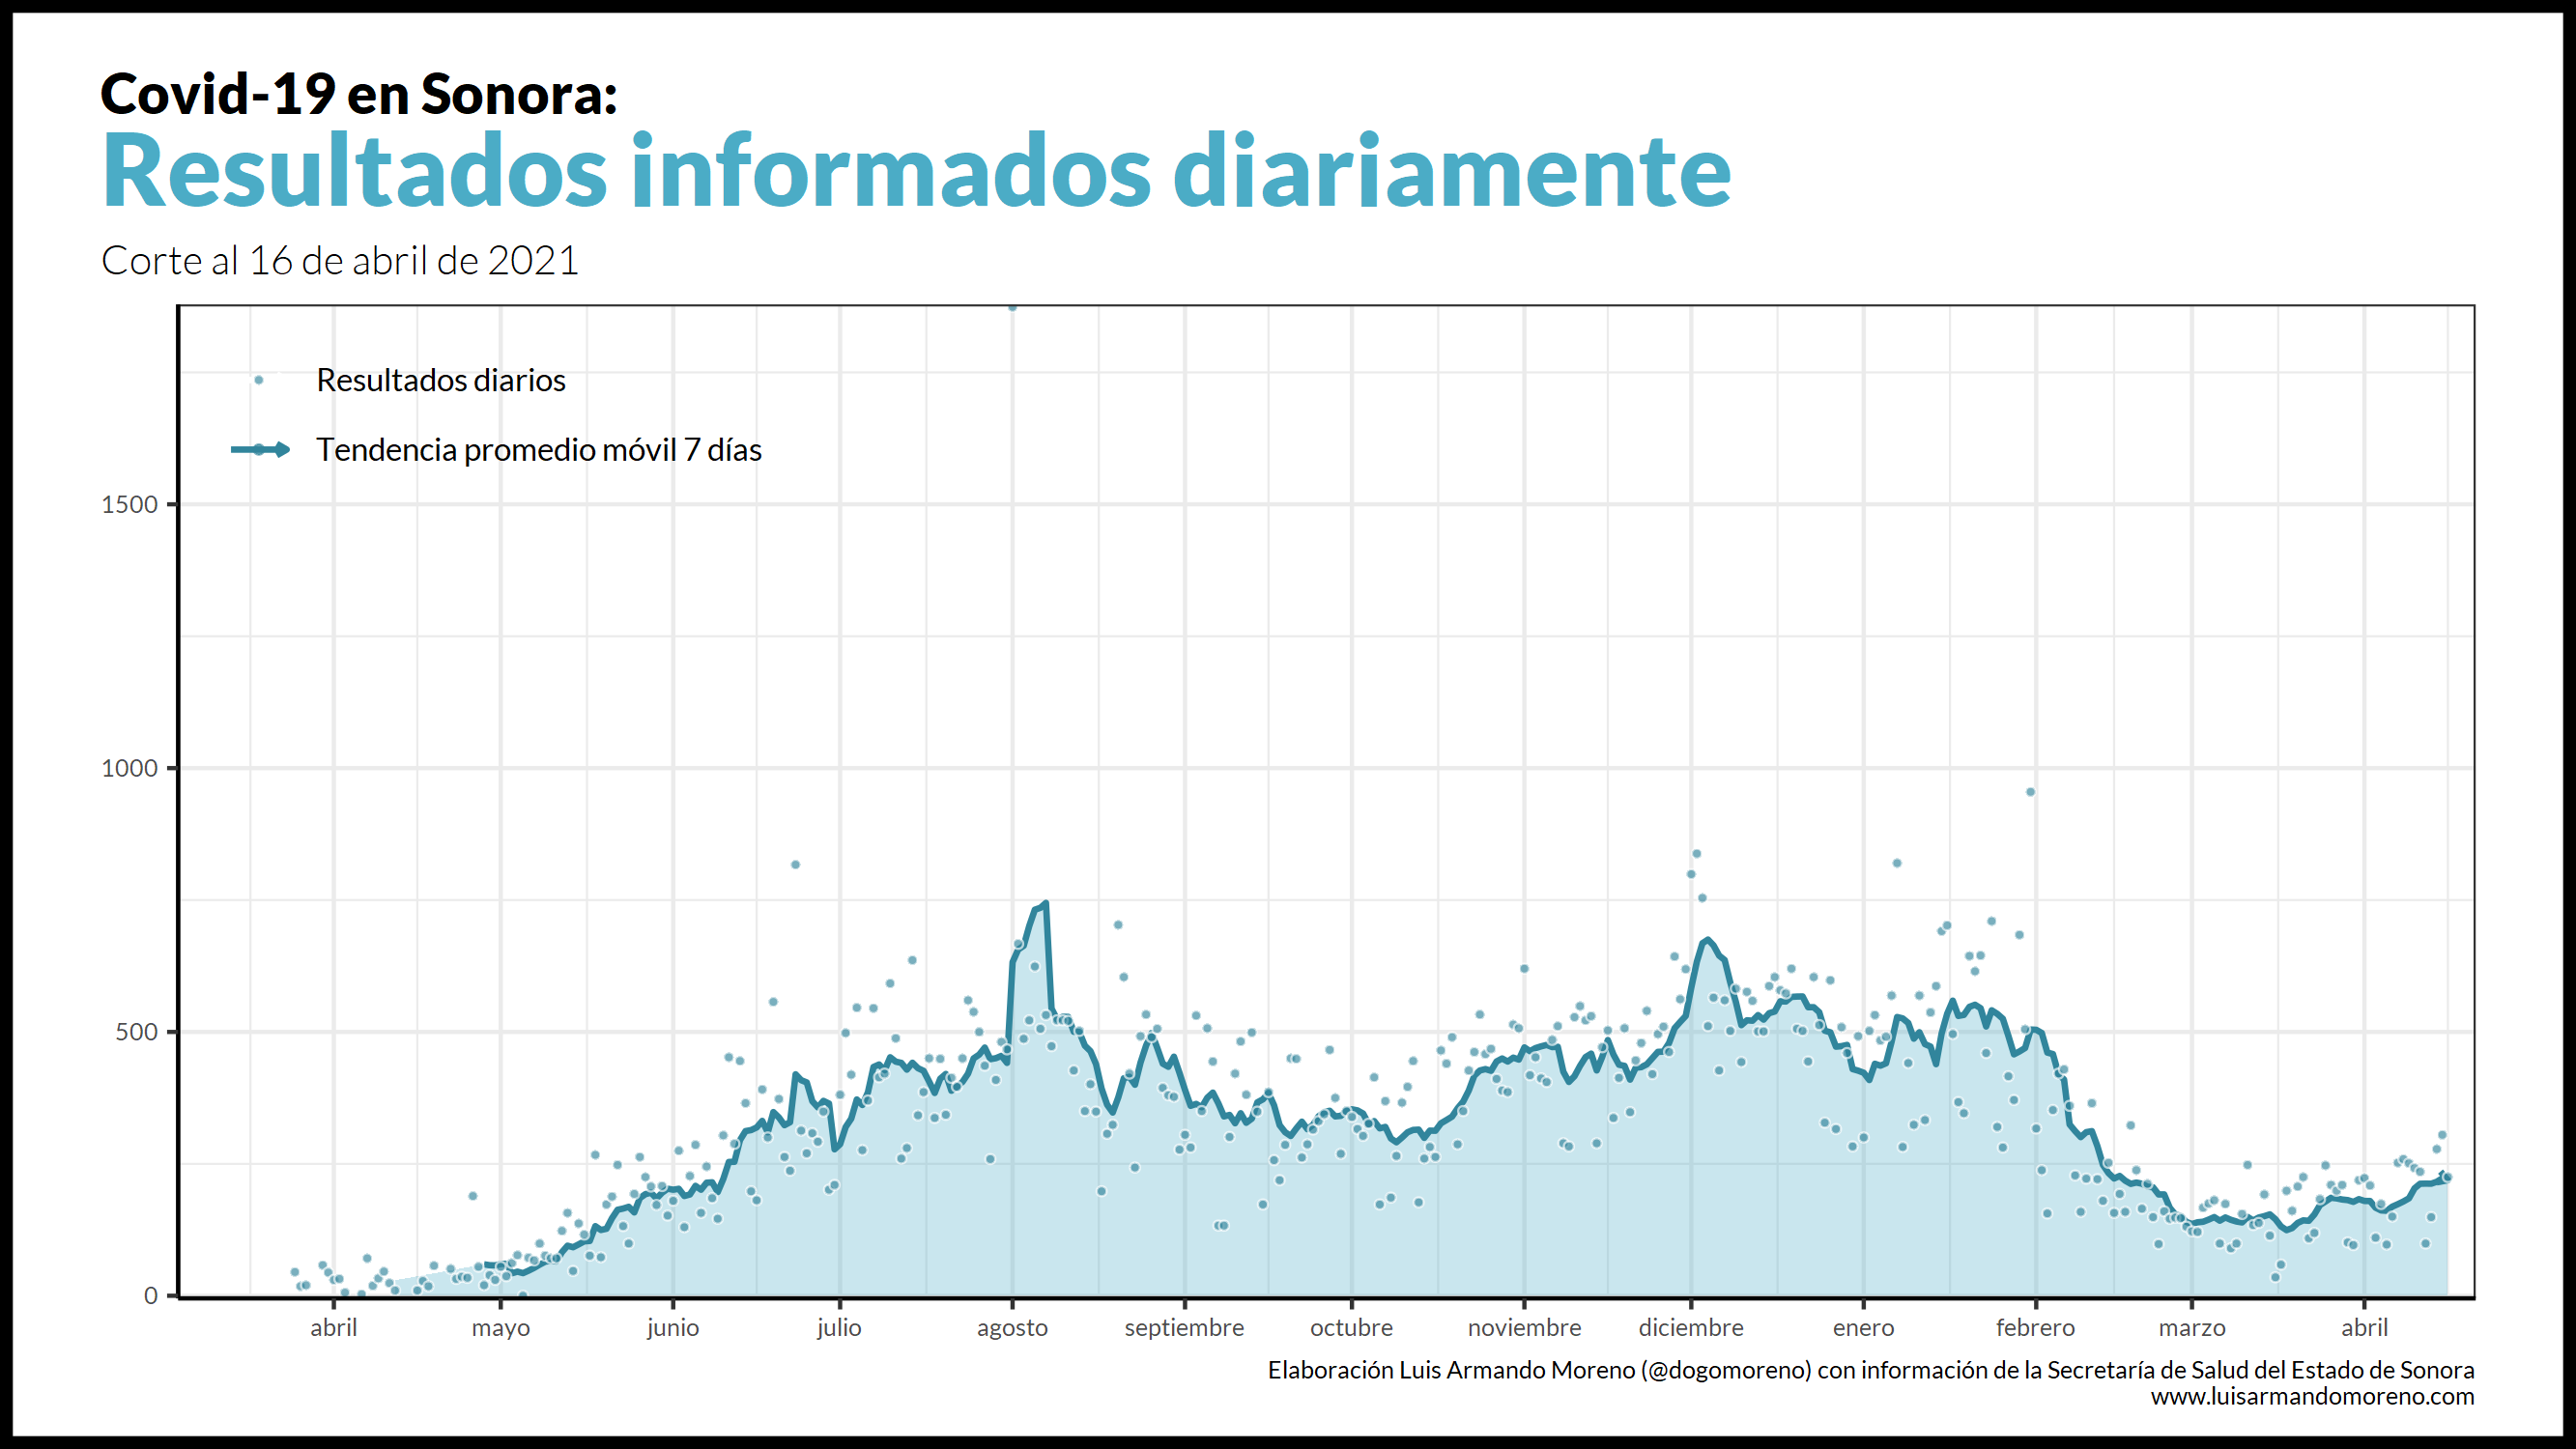 Covid-19 en Sonora:
Resultados informados diariamente
Corte al 16 de abril de 2021
Resultados diarios
Tendencia promedio móvil 7 días
1500
1000
500
0
abril mayo junio julio agosto septiembre octubre noviembre diciembre enero febrero marzo abril
Elaboración Luis Armando Moreno (@dogomoreno) con información de la Secretaría de Salud del Estado de Sonora
www.luisarmandomoreno.com